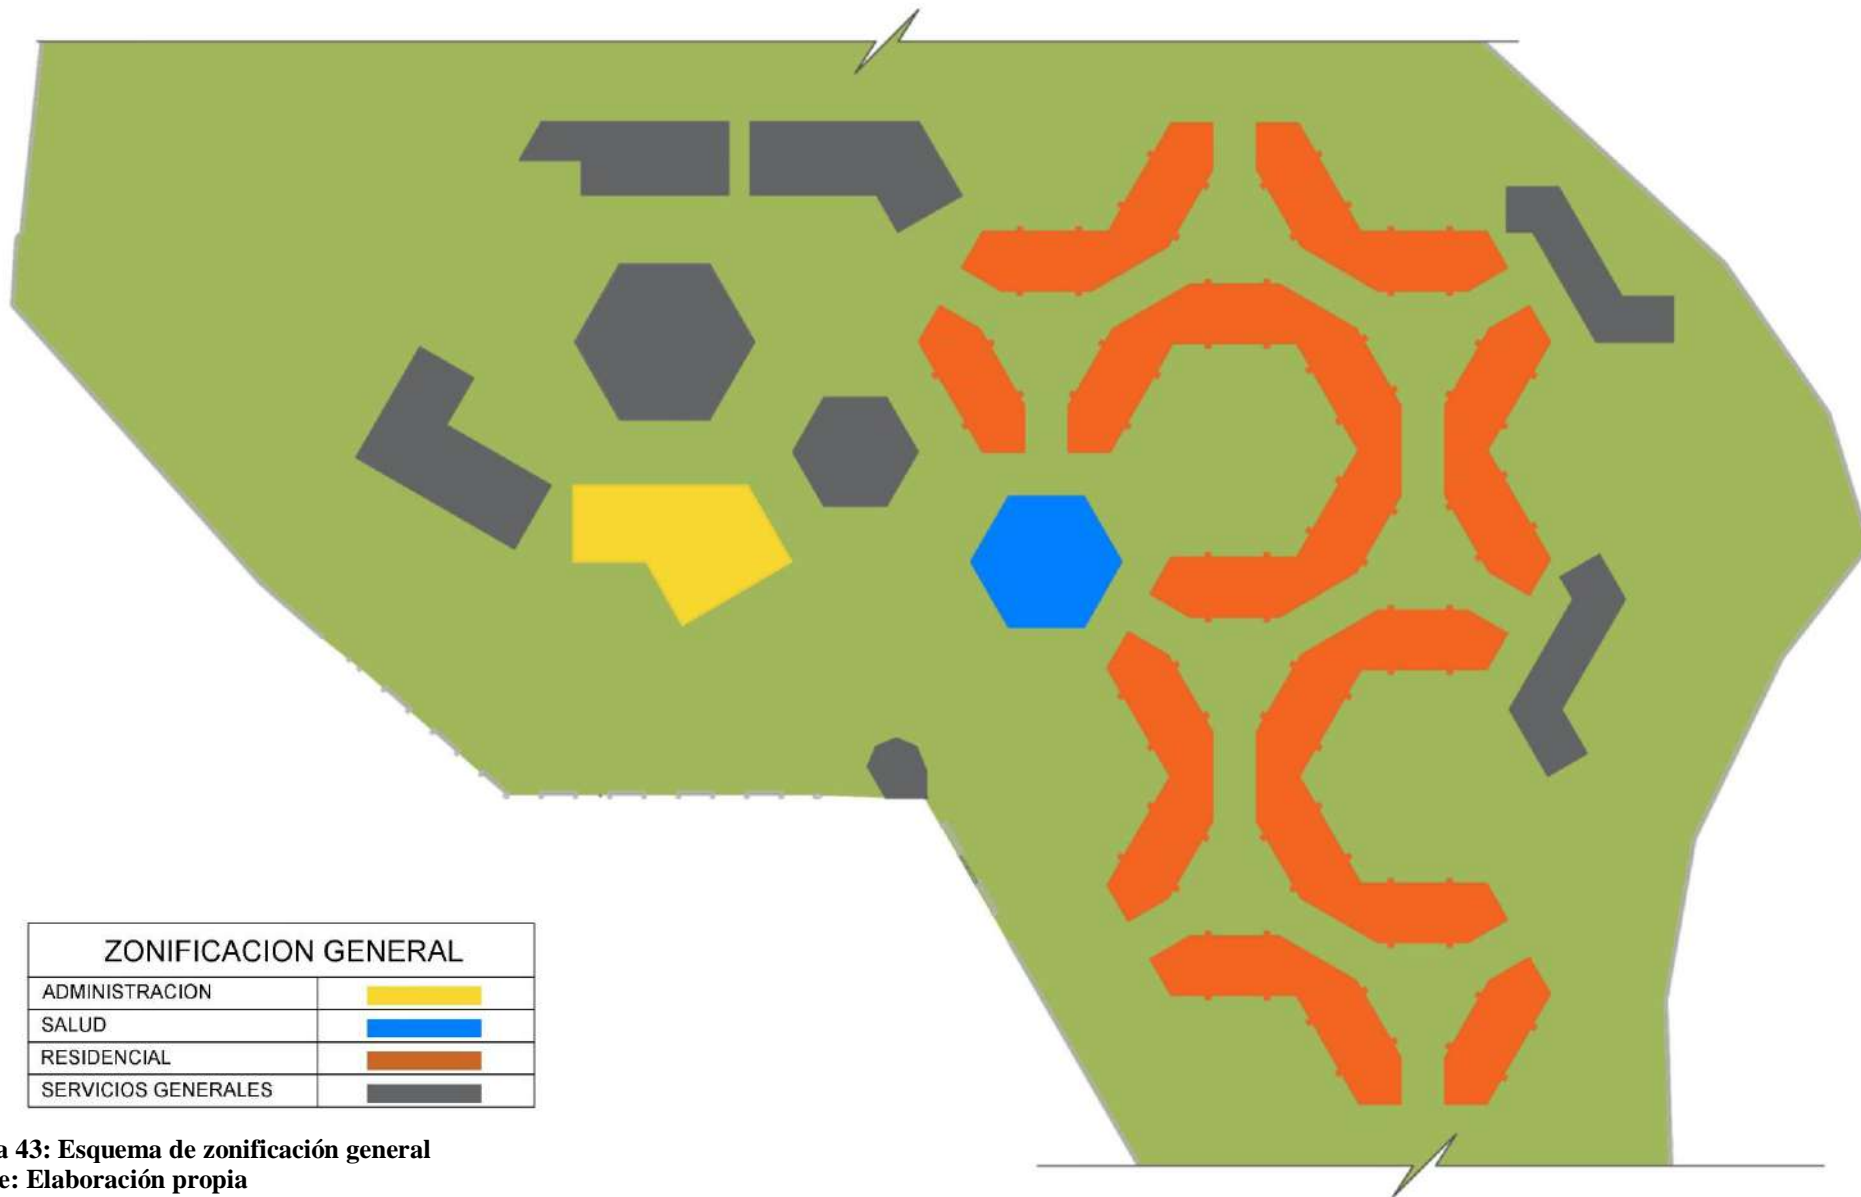 ZONIFICACION GENERAL
ADMINISTRACION
SALUD
RESIDENCIAL
SERVICIOS GENERALES
a 43: Esquema de zonificación general
e: Elaboración propia